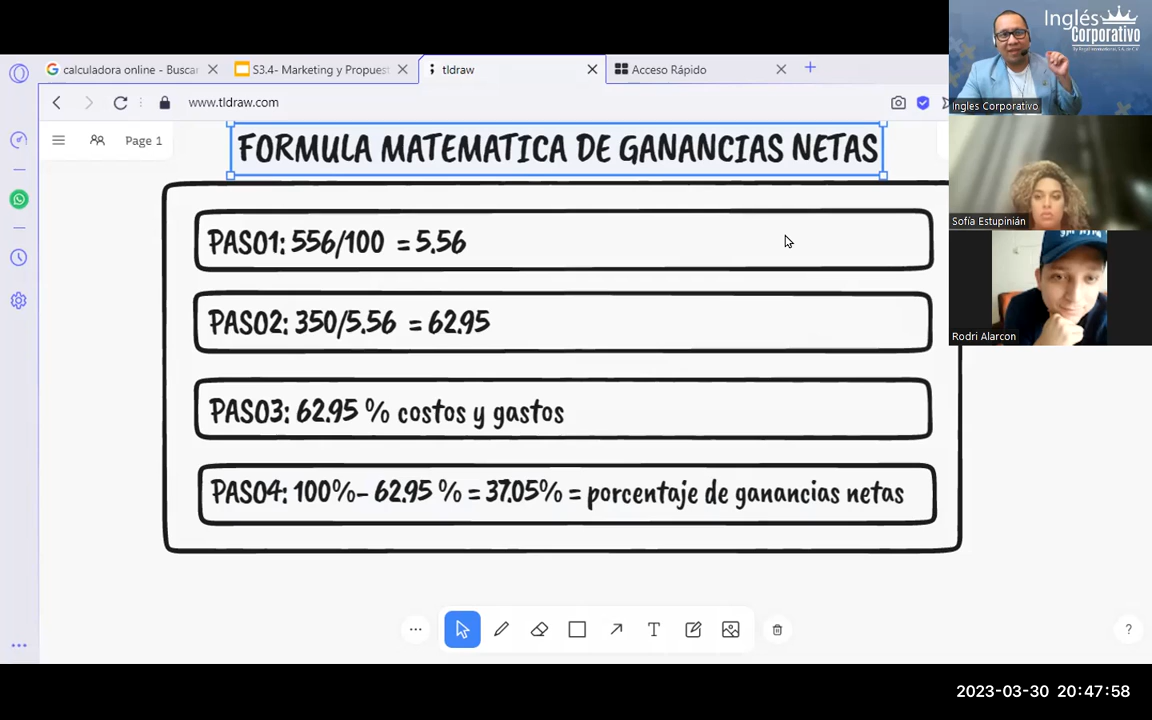 Inglés
Corporativo
Ingles Corporativo
calculadora online - Buscar
S3.4- Marketing y Propuest
tldraw
Acceso Rápido
www.tldraw.com
Page 1
FORMULA MATEMATICA DE GANANCIAS NETAS
PASO1: 556/100 = 5.56
PASO2: 350/5.56 = 62.95
PASO3: 62.95 % costos y gastos
PASO4: 100%- 62.95 % = 37.05% = porcentaje de ganancias netas
Sofía Estupinián
Rodri Alarcon
T
?
2023-03-30 20:47:58